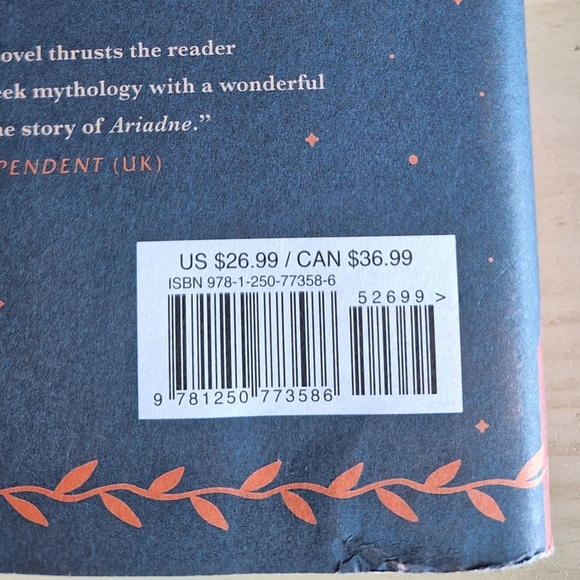 ovel thrusts the reader
eek mythology with a wonderful
e story of Ariadne.”
PENDENT (UK)
US $26.99 / CAN $36.99
ISBN 978-1-250-77358-6
52699 >
9 781250 773586